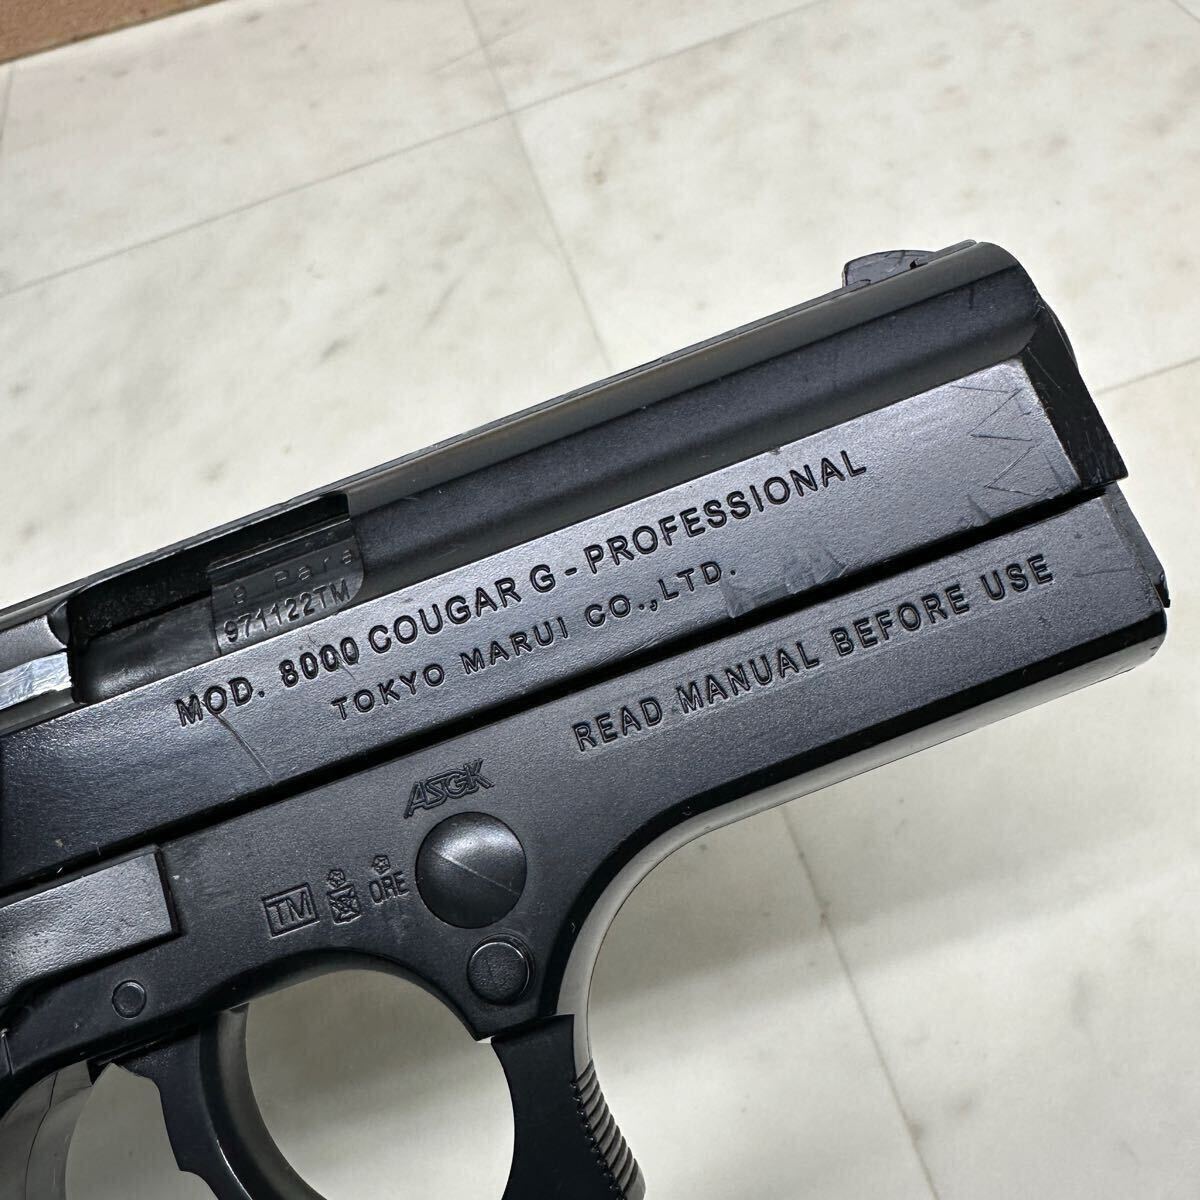 9 Para
971122TM
MOD. 8000 COUGAR G - PROFESSIONAL
TOKYO MARUI CO.,LTD.
READ MANUAL BEFORE USE
ASGK
TM
ORE